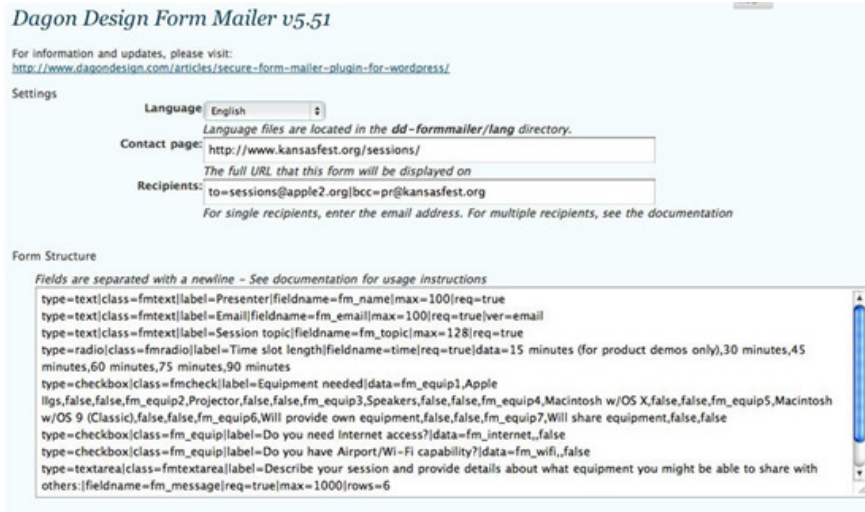 Dagon Design Form Mailer v5.51
For information and updates, please visit:
http://www.dagondesign.com/articles/secure-form-mailer-plugin-for-wordpress/
Settings
Language English
Language files are located in the dd-formmailer/lang directory.
Contact page: http://www.kansasfest.org/sessions/
The full URL that this form will be displayed on
Recipients: to=sessions@apple2.org|bcc=pr@kansasfest.org
For single recipients, enter the email address. For multiple recipients, see the documentation
Form Structure
Fields are separated with a newline – See documentation for usage instructions
type=text|class=fmtext|label=Presenter|fieldname=fm_name|max=100|req=true
type=text|class=fmtext|label=Email|fieldname=fm_email|max=100|req=true|ver=email
type=text|class=fmtext|label=Session topic|fieldname=fm_topic|max=128|req=true
type=radio|class=fmradio|label=Time slot length|fieldname=time|req=true|data=15 minutes (for product demos only),30 minutes,45
minutes,60 minutes,75 minutes,90 minutes
type=checkbox|class=fmcheck|label=Equipment needed|data=fm_equip1,Apple
IIgs,false,false,fm_equip2,Projector,false,false,fm_equip3,Speakers,false,false,fm_equip4,Macintosh w/OS X,false,false,fm_equip5,Macintosh
w/OS 9 (Classic),false,false,fm_equip6,Will provide own equipment,false,false,fm_equip7,Will share equipment,false,false
type=checkbox|class=fm_equip|label=Do you need Internet access?|data=fm_internet,,false
type=checkbox|class=fm_equip|label=Do you have Airport/Wi-Fi capability?|data=fm_wifi,,false
type=textarea|class=fmtextarea|label=Describe your session and provide details about what equipment you might be able to share with
others:|fieldname=fm_message|req=true|max=1000|rows=6